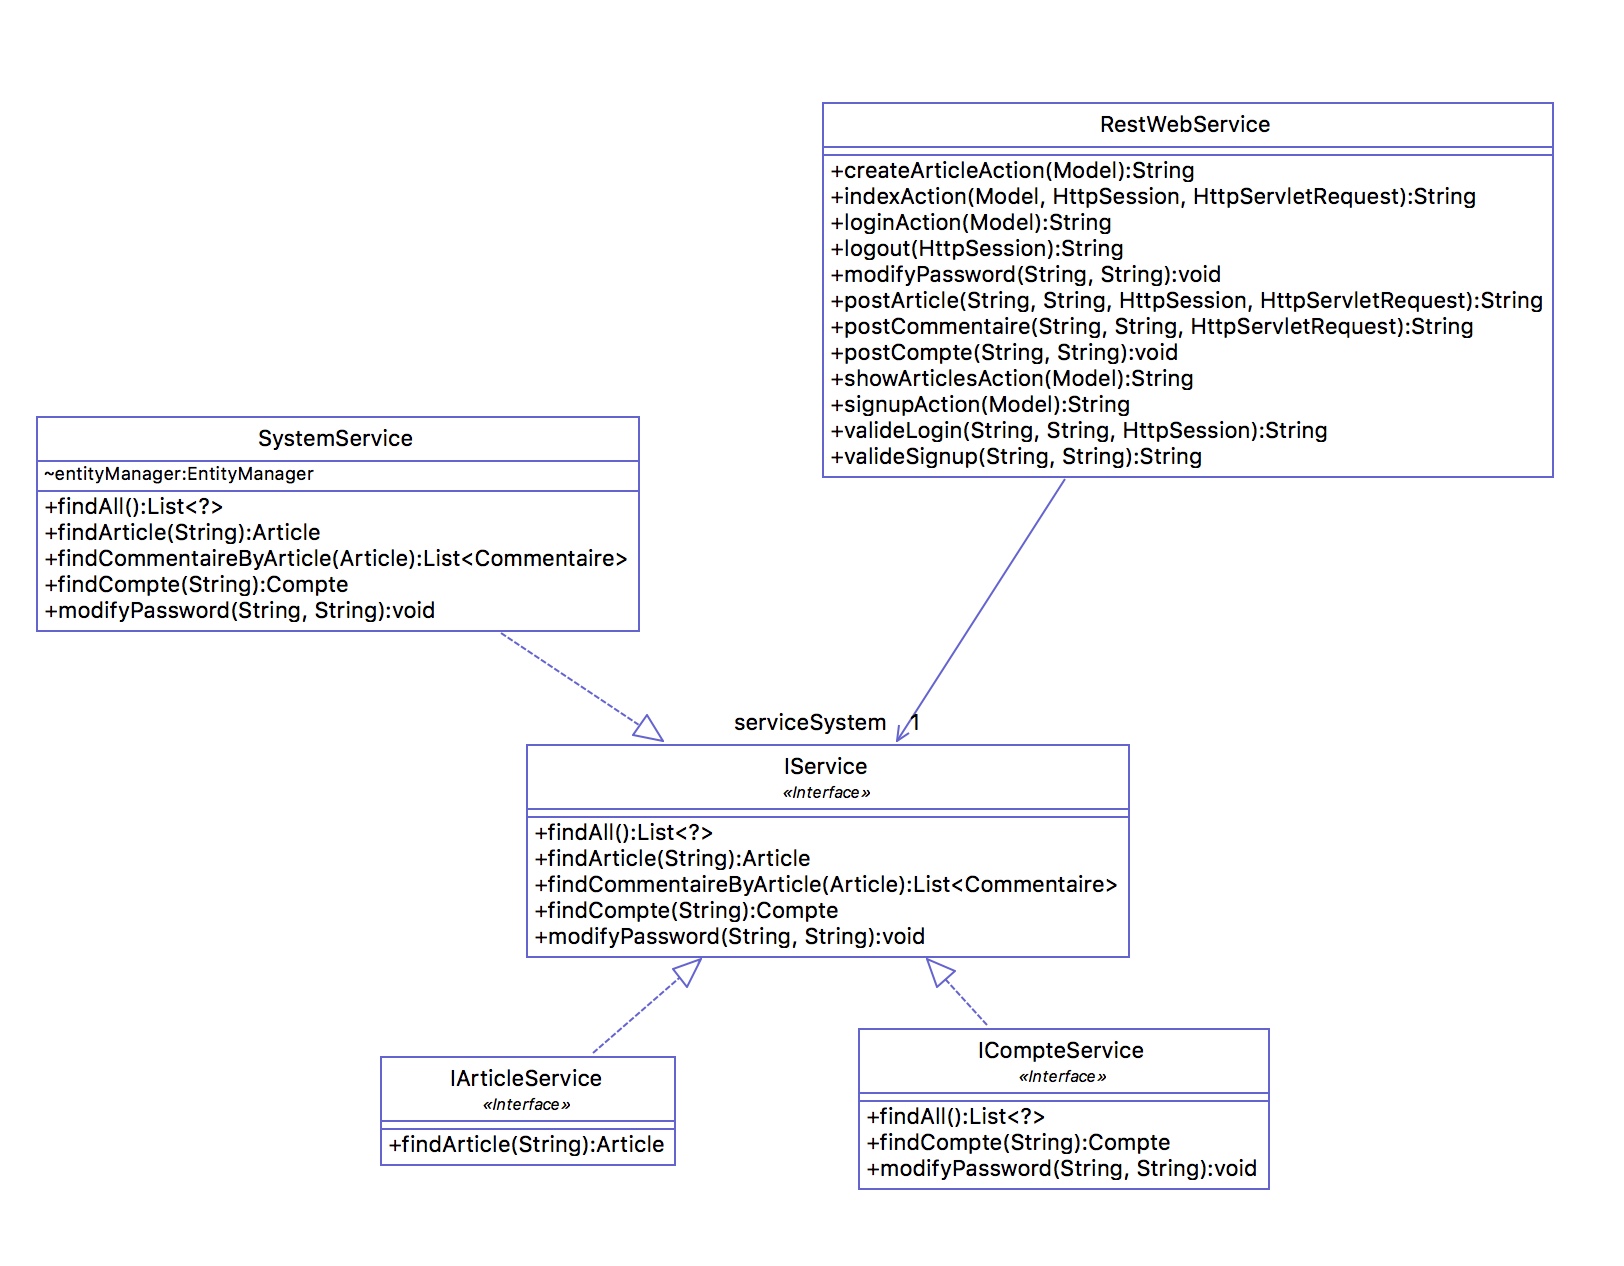 RestWebService
+createArticleAction(Model):String
+indexAction(Model, HttpSession, HttpServletRequest):String
+loginAction(Model):String
+logout(HttpSession):String
+modifyPassword(String, String):void
+postArticle(String, String, HttpSession, HttpServletRequest):String
+postCommentaire(String, String, HttpServletRequest):String
+postCompte(String, String):void
+showArticlesAction(Model):String
+signupAction(Model):String
+valideLogin(String, String, HttpSession):String
+valideSignup(String, String):String
SystemService
~entityManager:EntityManager
+findAll():List<?>
+findArticle(String):Article
+findCommentaireByArticle(Article):List<Commentaire>
+findCompte(String):Compte
+modifyPassword(String, String):void
serviceSystem 1
IService
«Interface»
+findAll():List<?>
+findArticle(String):Article
+findCommentaireByArticle(Article):List<Commentaire>
+findCompte(String):Compte
+modifyPassword(String, String):void
IArticleService
«Interface»
+findArticle(String):Article
ICompteService
«Interface»
+findAll():List<?>
+findCompte(String):Compte
+modifyPassword(String, String):void